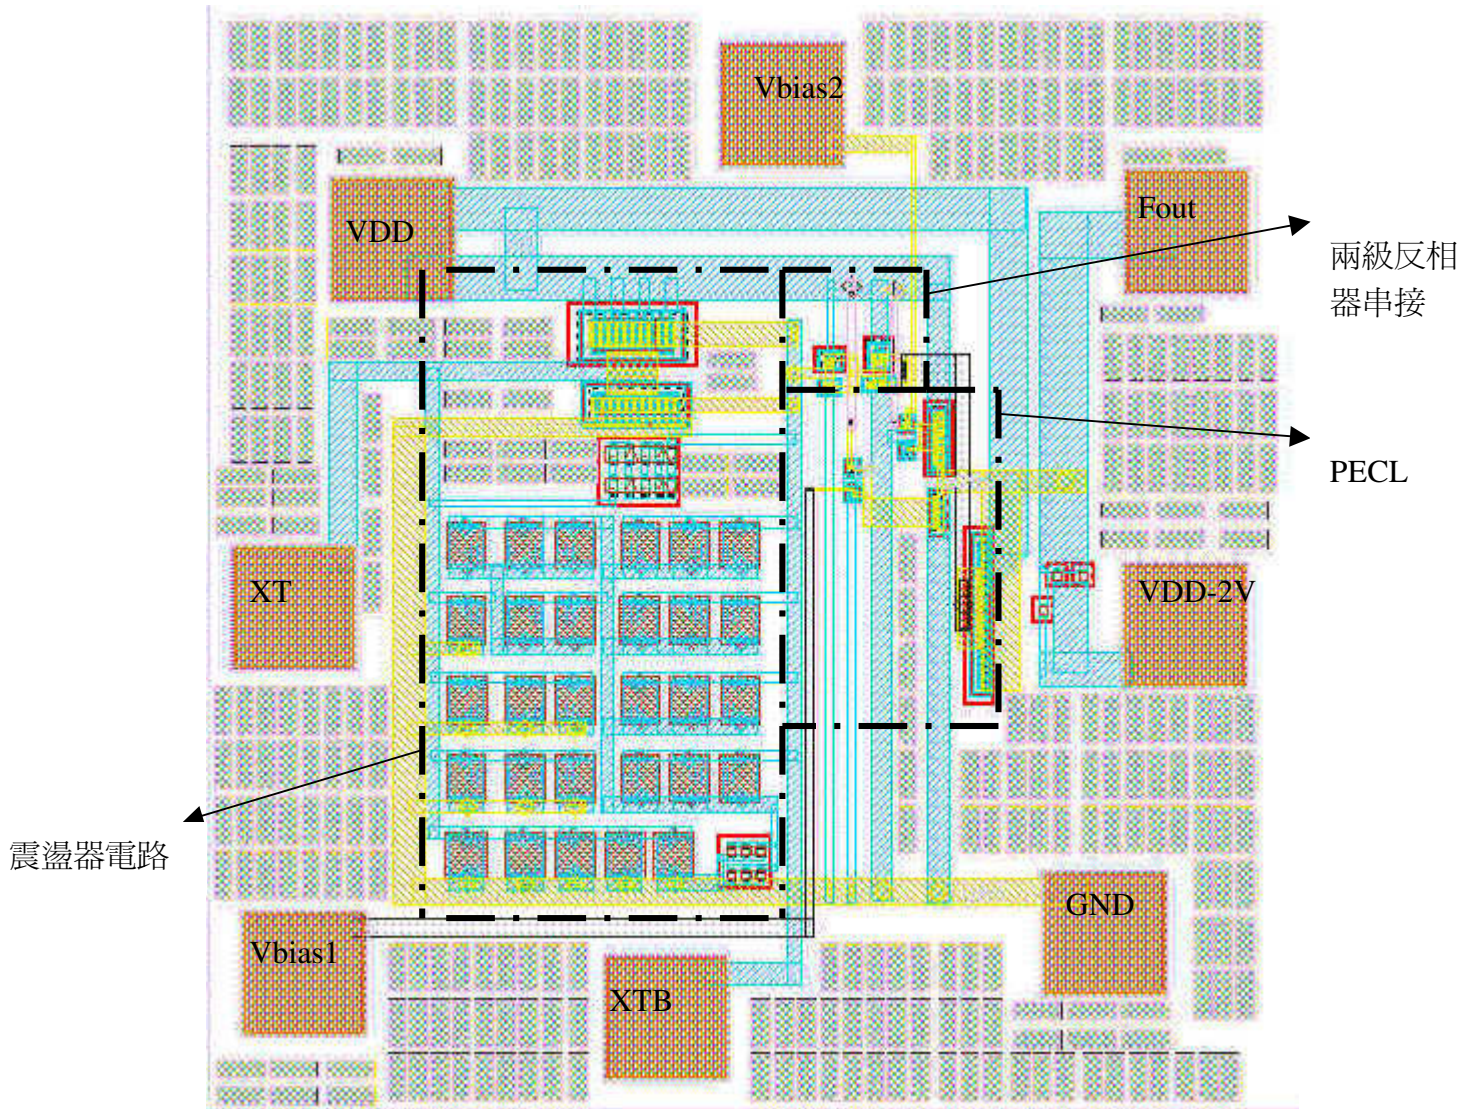 Vbias2
VDD
Fout
兩級反相
器串接
PECL
XT
VDD-2V
震盪器電路
GND
Vbias1
XTB